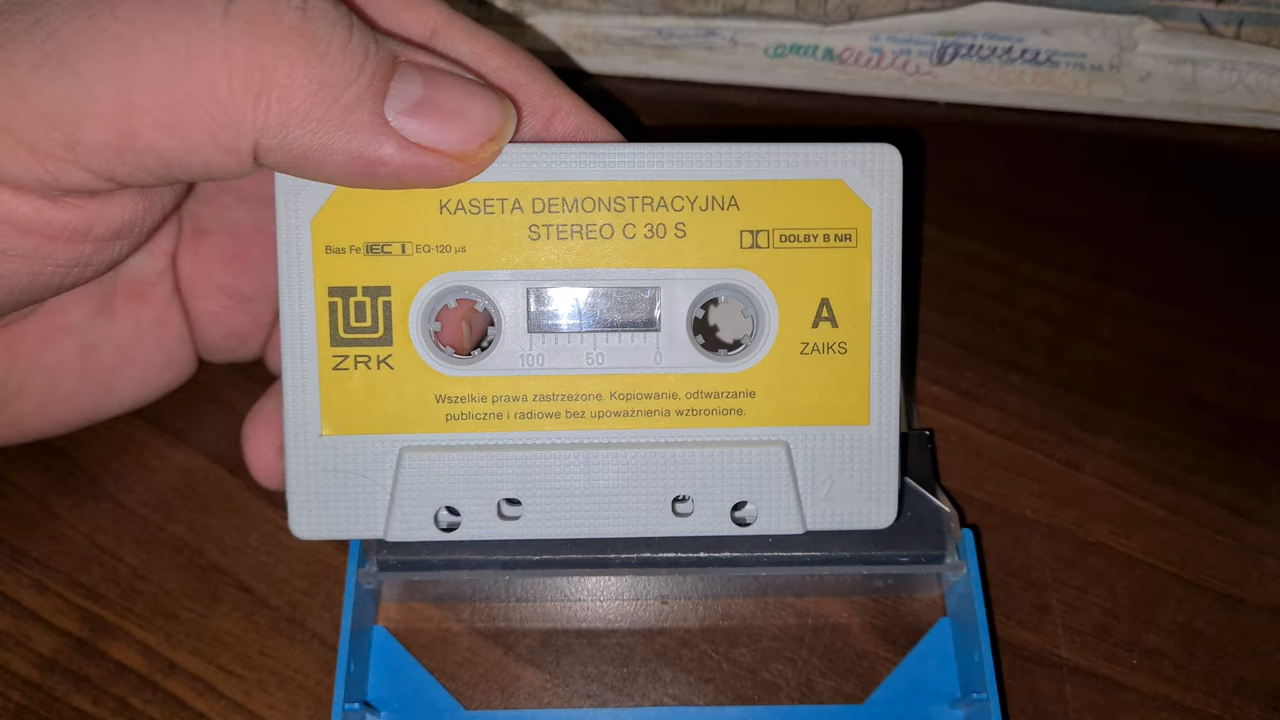 KASETA DEMONSTRACYJNA
STEREO C 30 S
Bias Fe IEC I EQ-120 µs
DOLBY B NR
ZRK
A
ZAIKS
100 50 0
Wszelkie prawa zastrzeżone. Kopiowanie, odtwarzanie
publiczne i radiowe bez upoważnienia wzbronione.
2